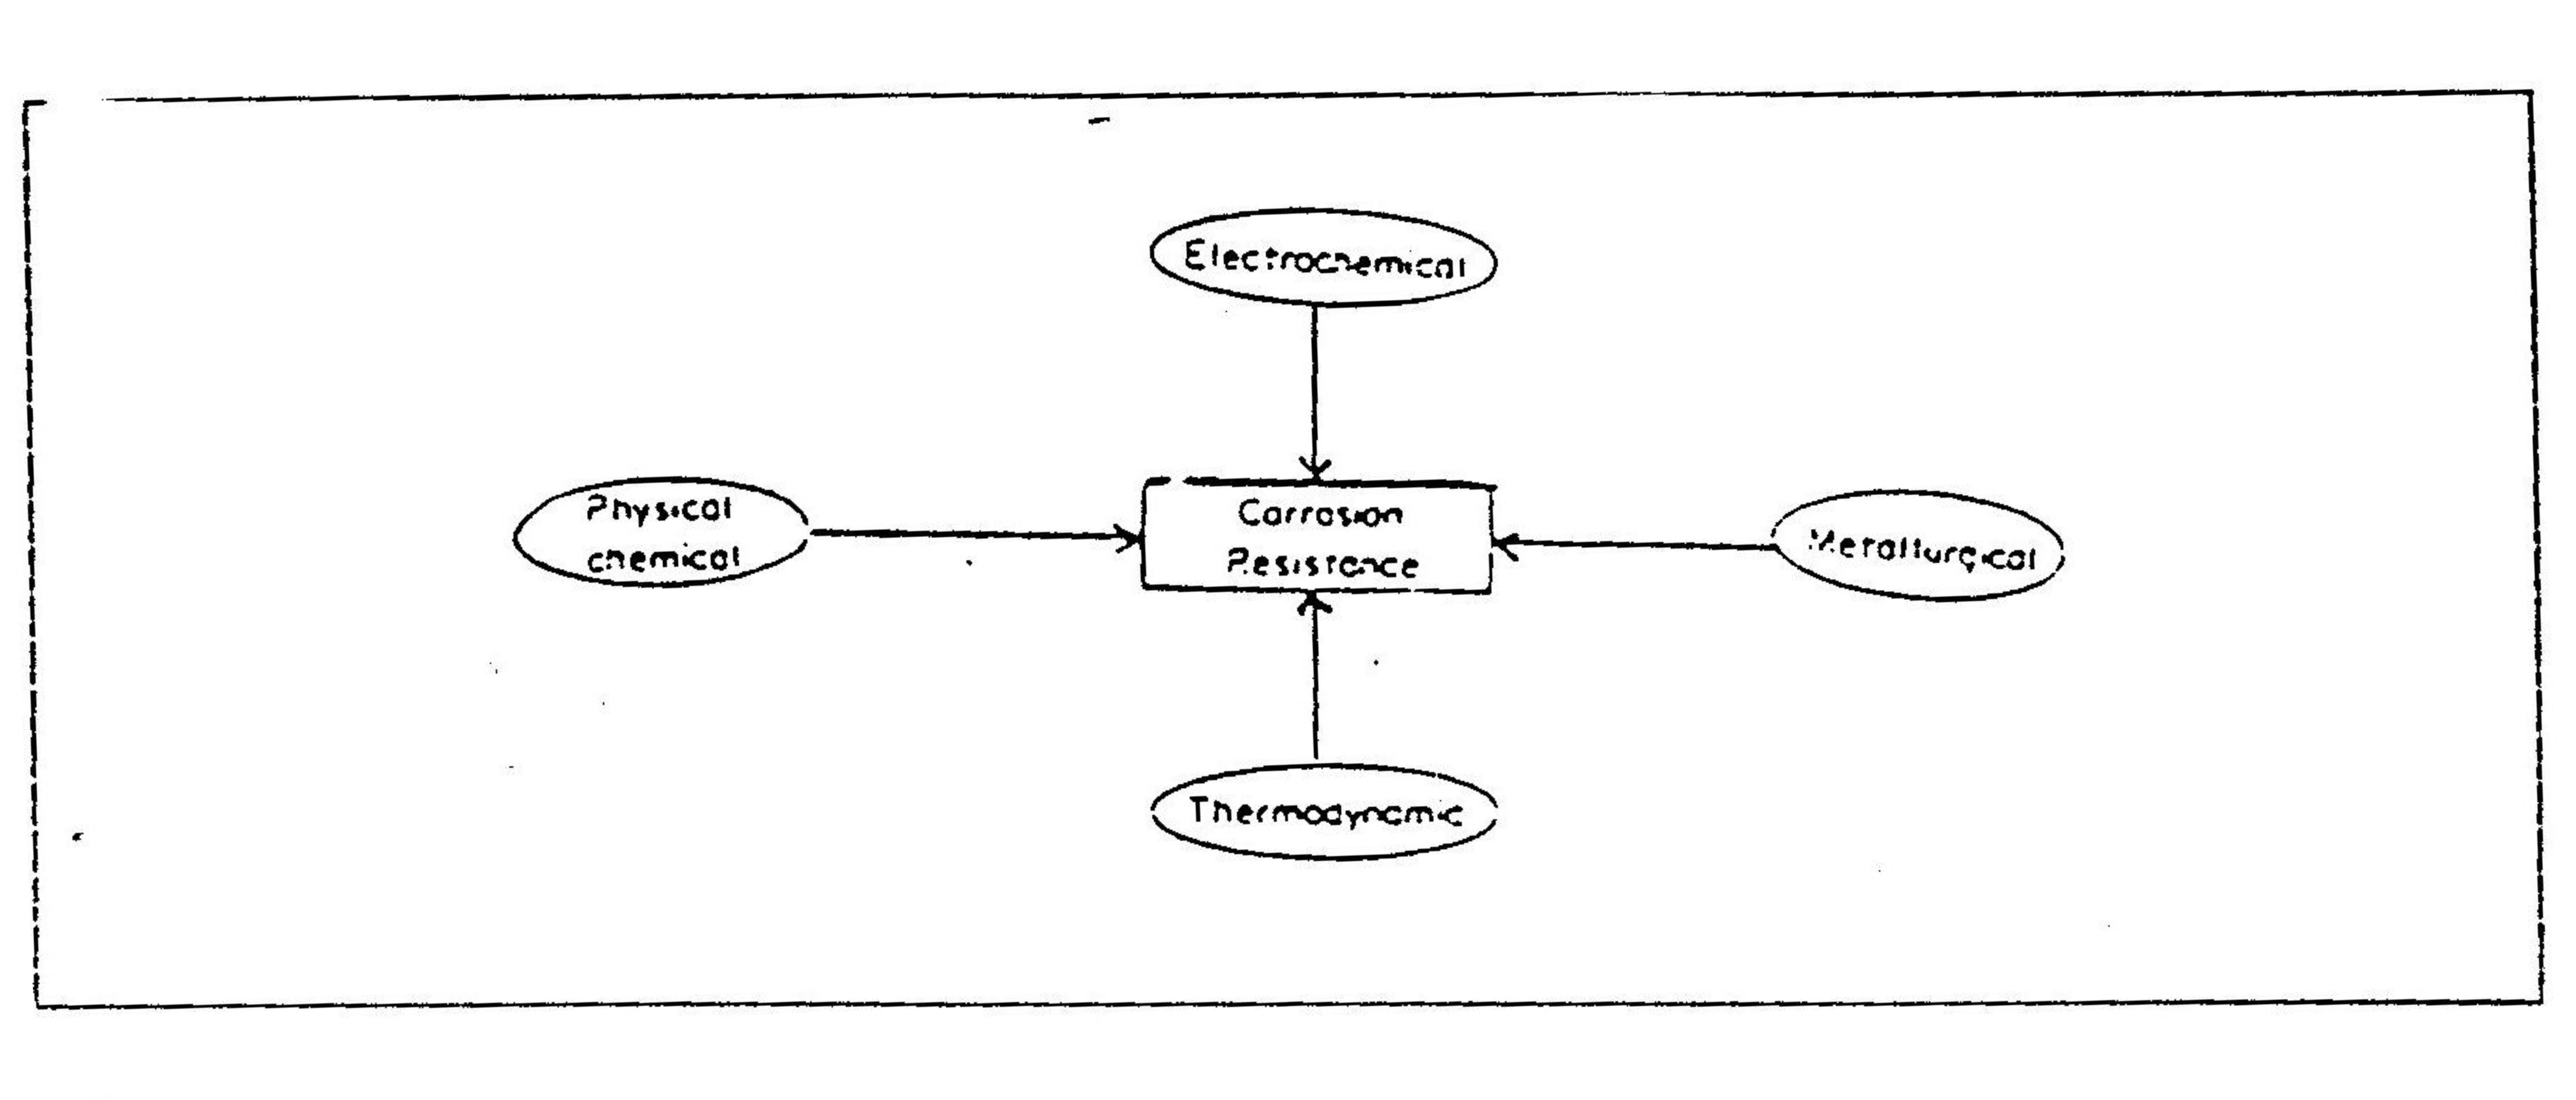 Electrochemical
Physical
chemical
Corrosion
Resistance
Metallurgical
Thermodynamic